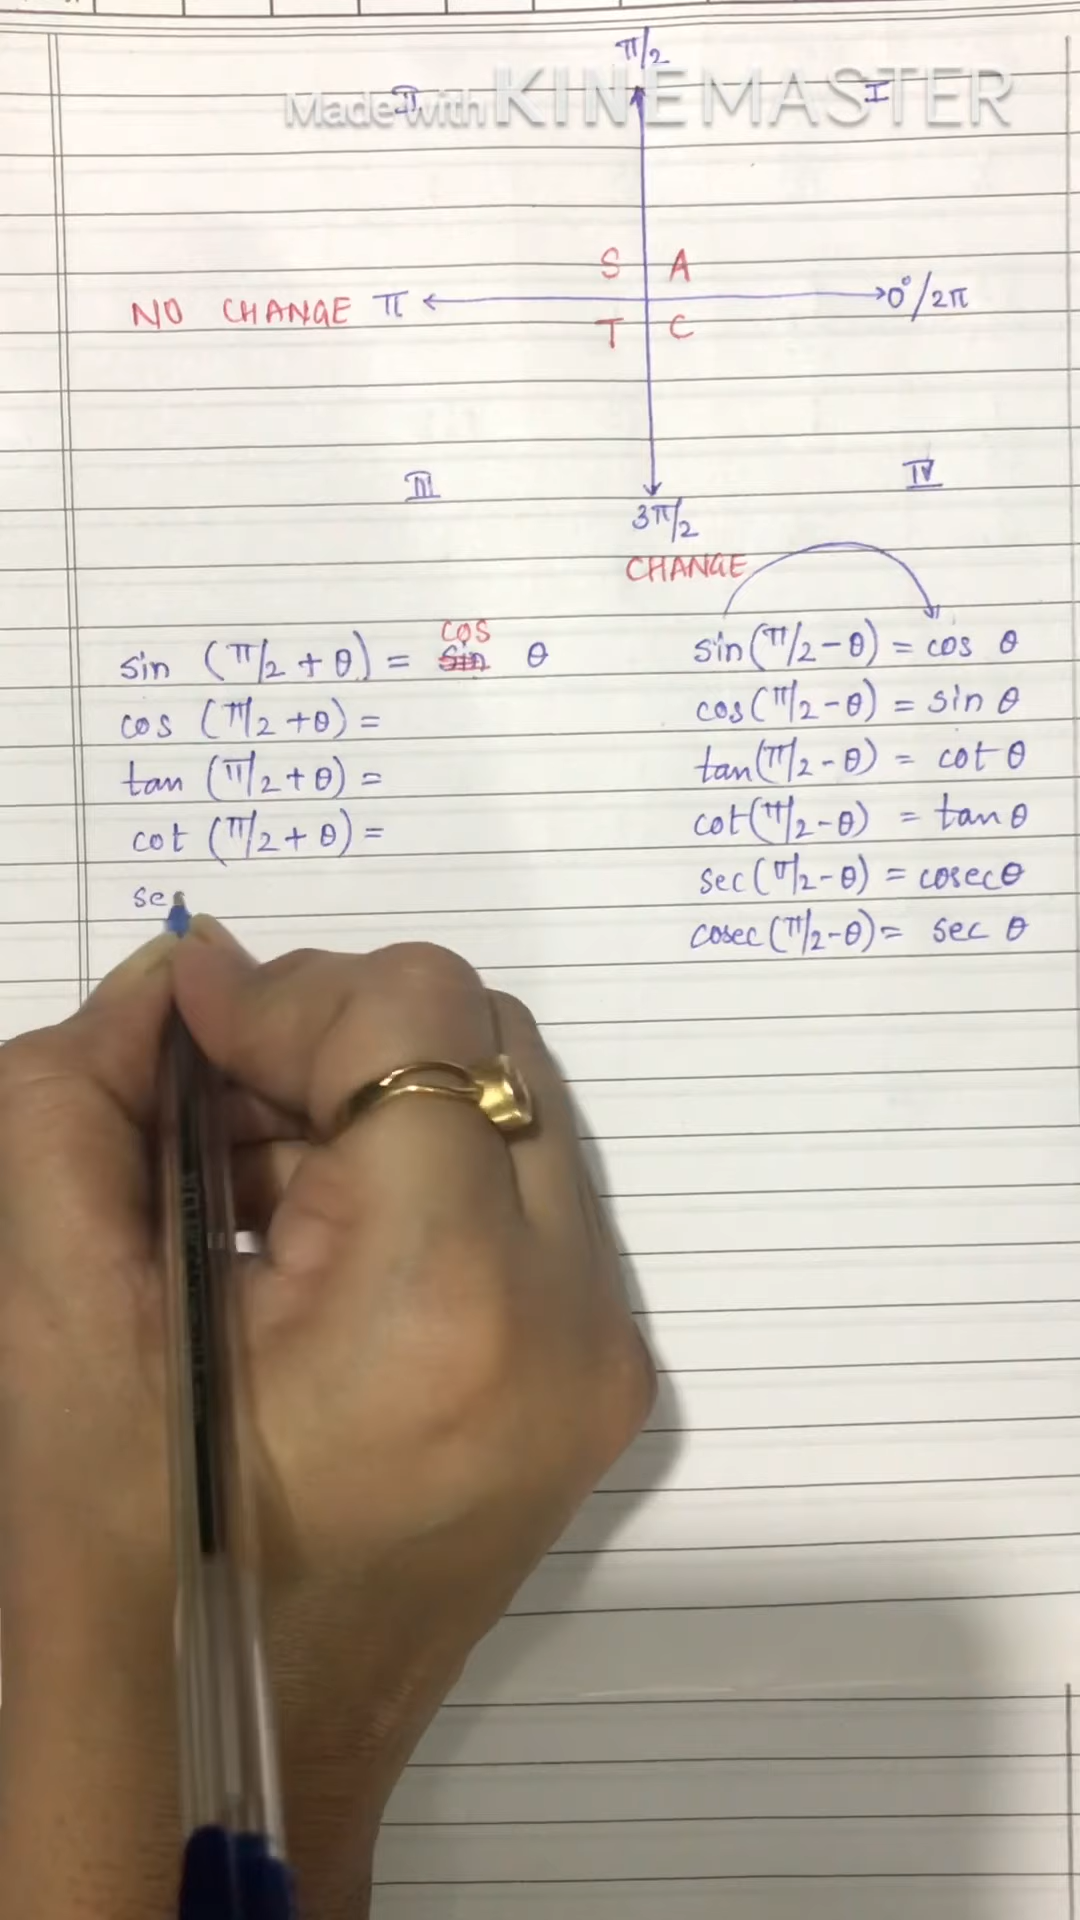 π/2
Made with KINEMASTER
II I
S A
NO CHANGE π 0°/2π
T C
III IV
3π/2
CHANGE
cos
sin (π/2 + θ) = sin θ
cos (π/2 + θ) =
tan (π/2 + θ) =
cot (π/2 + θ) =
sec
sin (π/2 - θ) = cos θ
cos (π/2 - θ) = sin θ
tan (π/2 - θ) = cot θ
cot (π/2 - θ) = tan θ
sec (π/2 - θ) = cosec θ
cosec (π/2 - θ) = sec θ